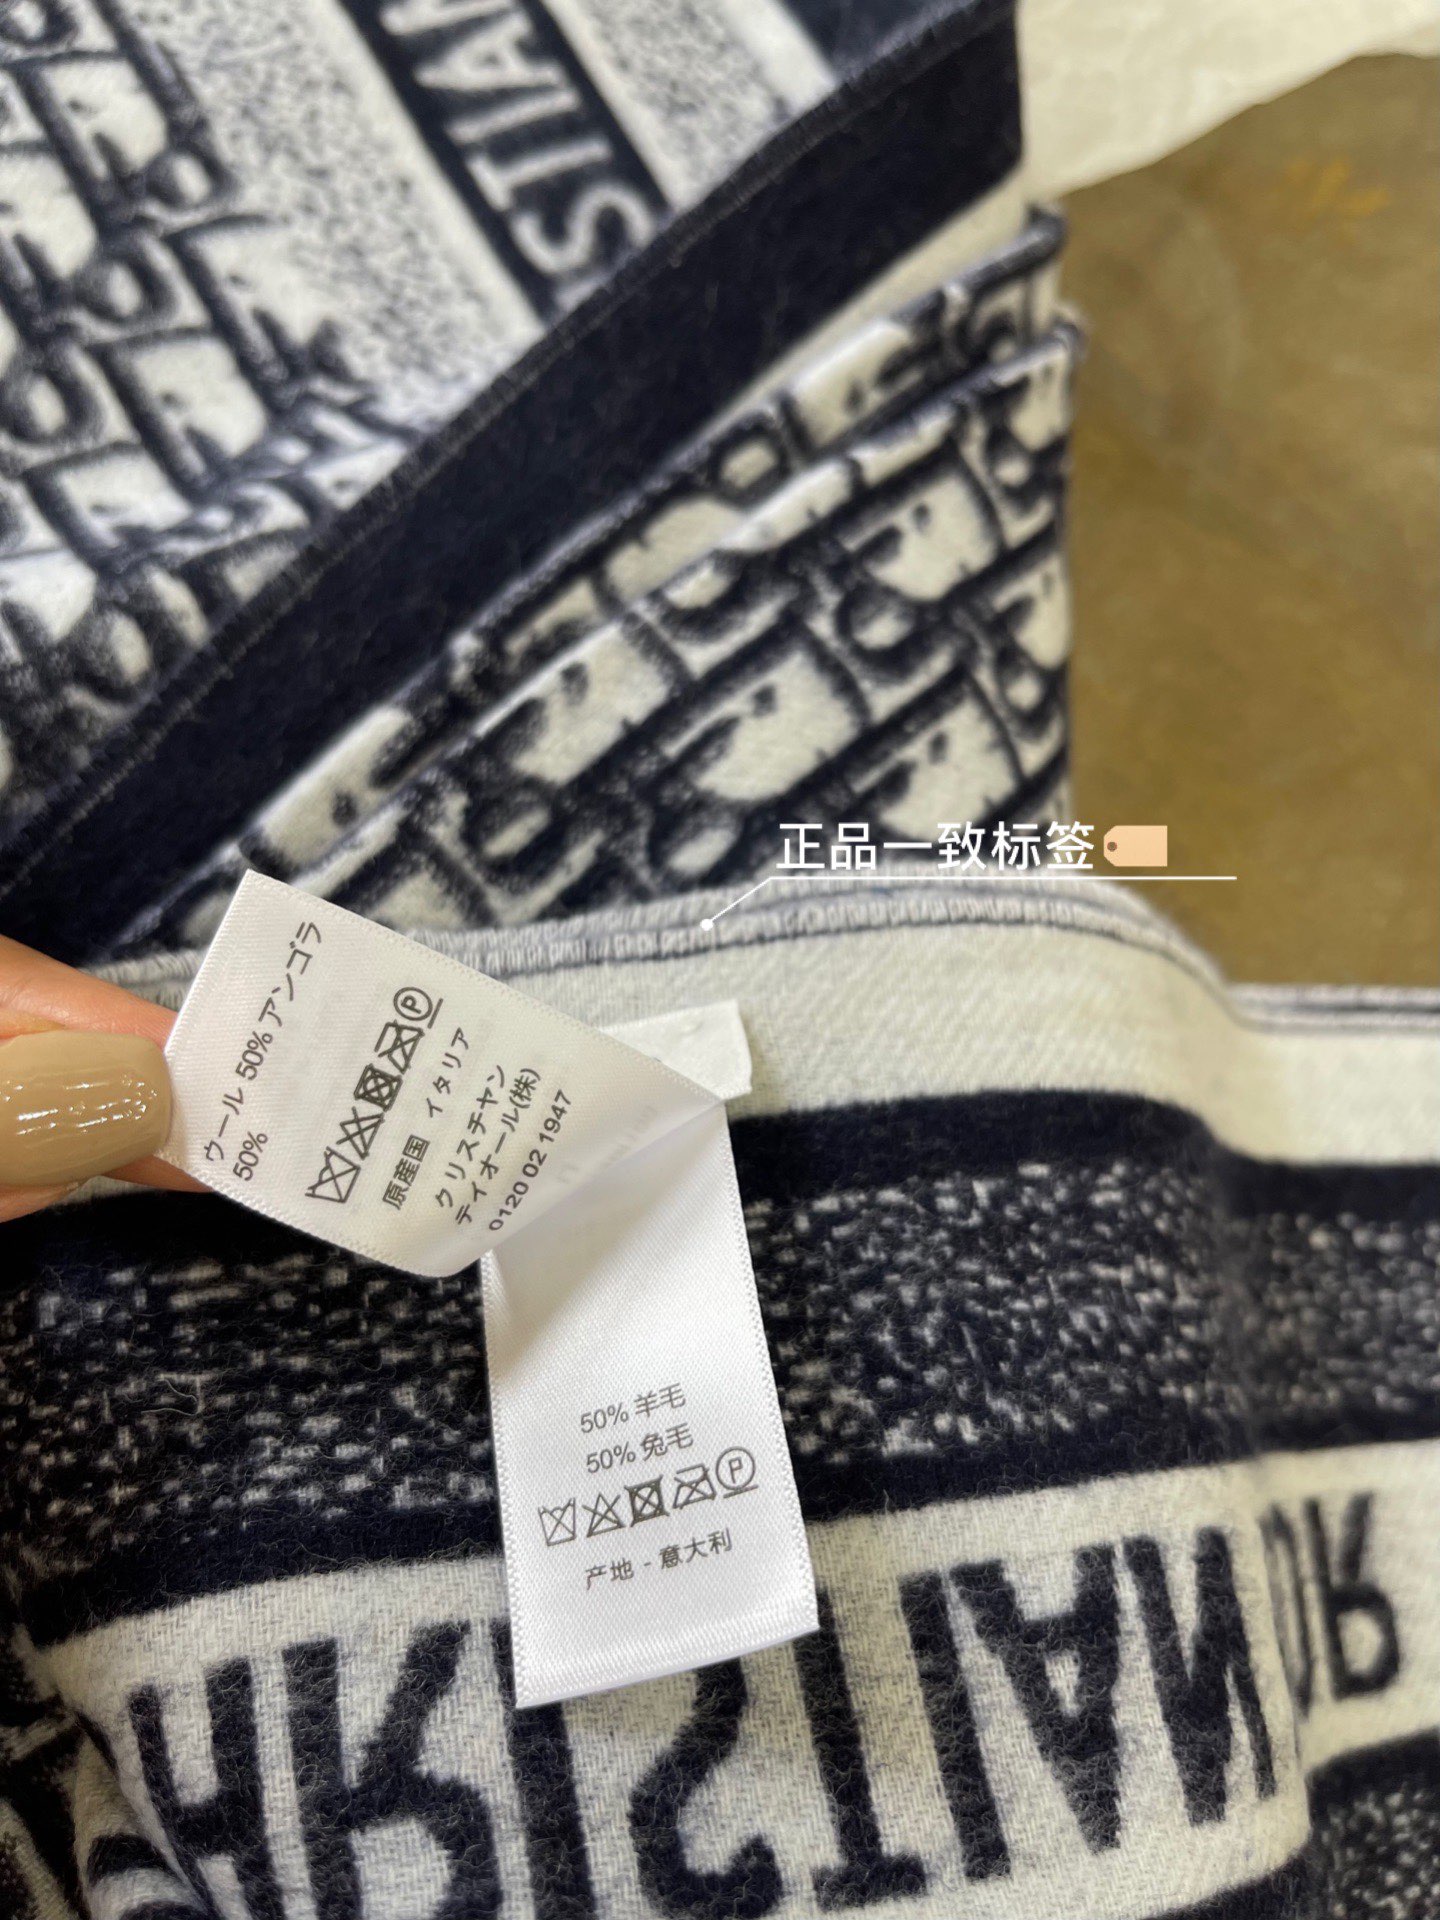 STIAN
正品一致标签
ウール 50% アンゴラ
50%
原産国 イタリア
クリスチャン
ディオール(株)
0120 02 1947
50% 羊毛
50% 兔毛
产地 - 意大利
CHRISTIAN
DIOR